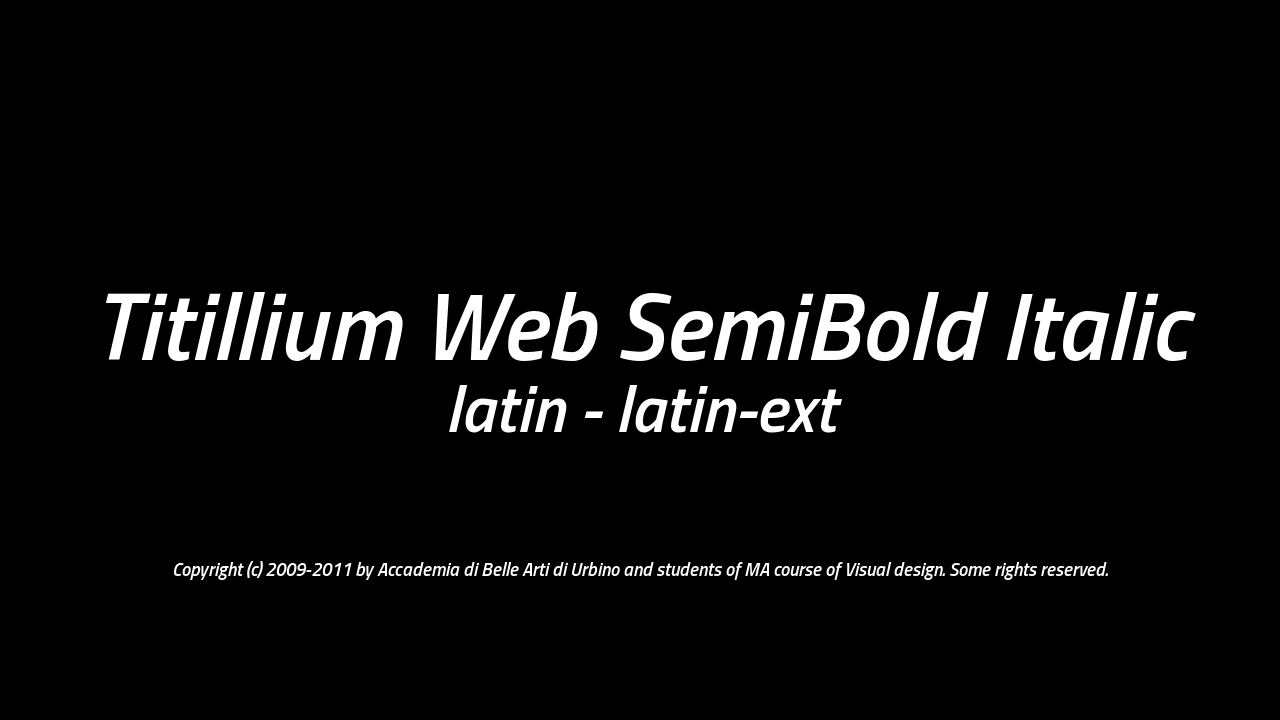 Titillium Web SemiBold Italic
latin - latin-ext
Copyright (c) 2009-2011 by Accademia di Belle Arti di Urbino and students of MA course of Visual design. Some rights reserved.